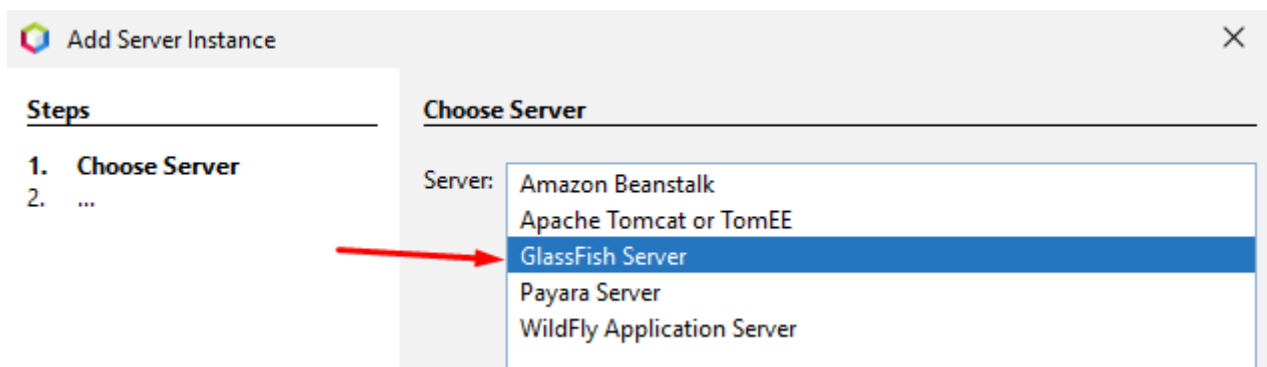 Add Server Instance
Steps
1. Choose Server
2. ...
Choose Server
Server:
Amazon Beanstalk
Apache Tomcat or TomEE
GlassFish Server
Payara Server
WildFly Application Server